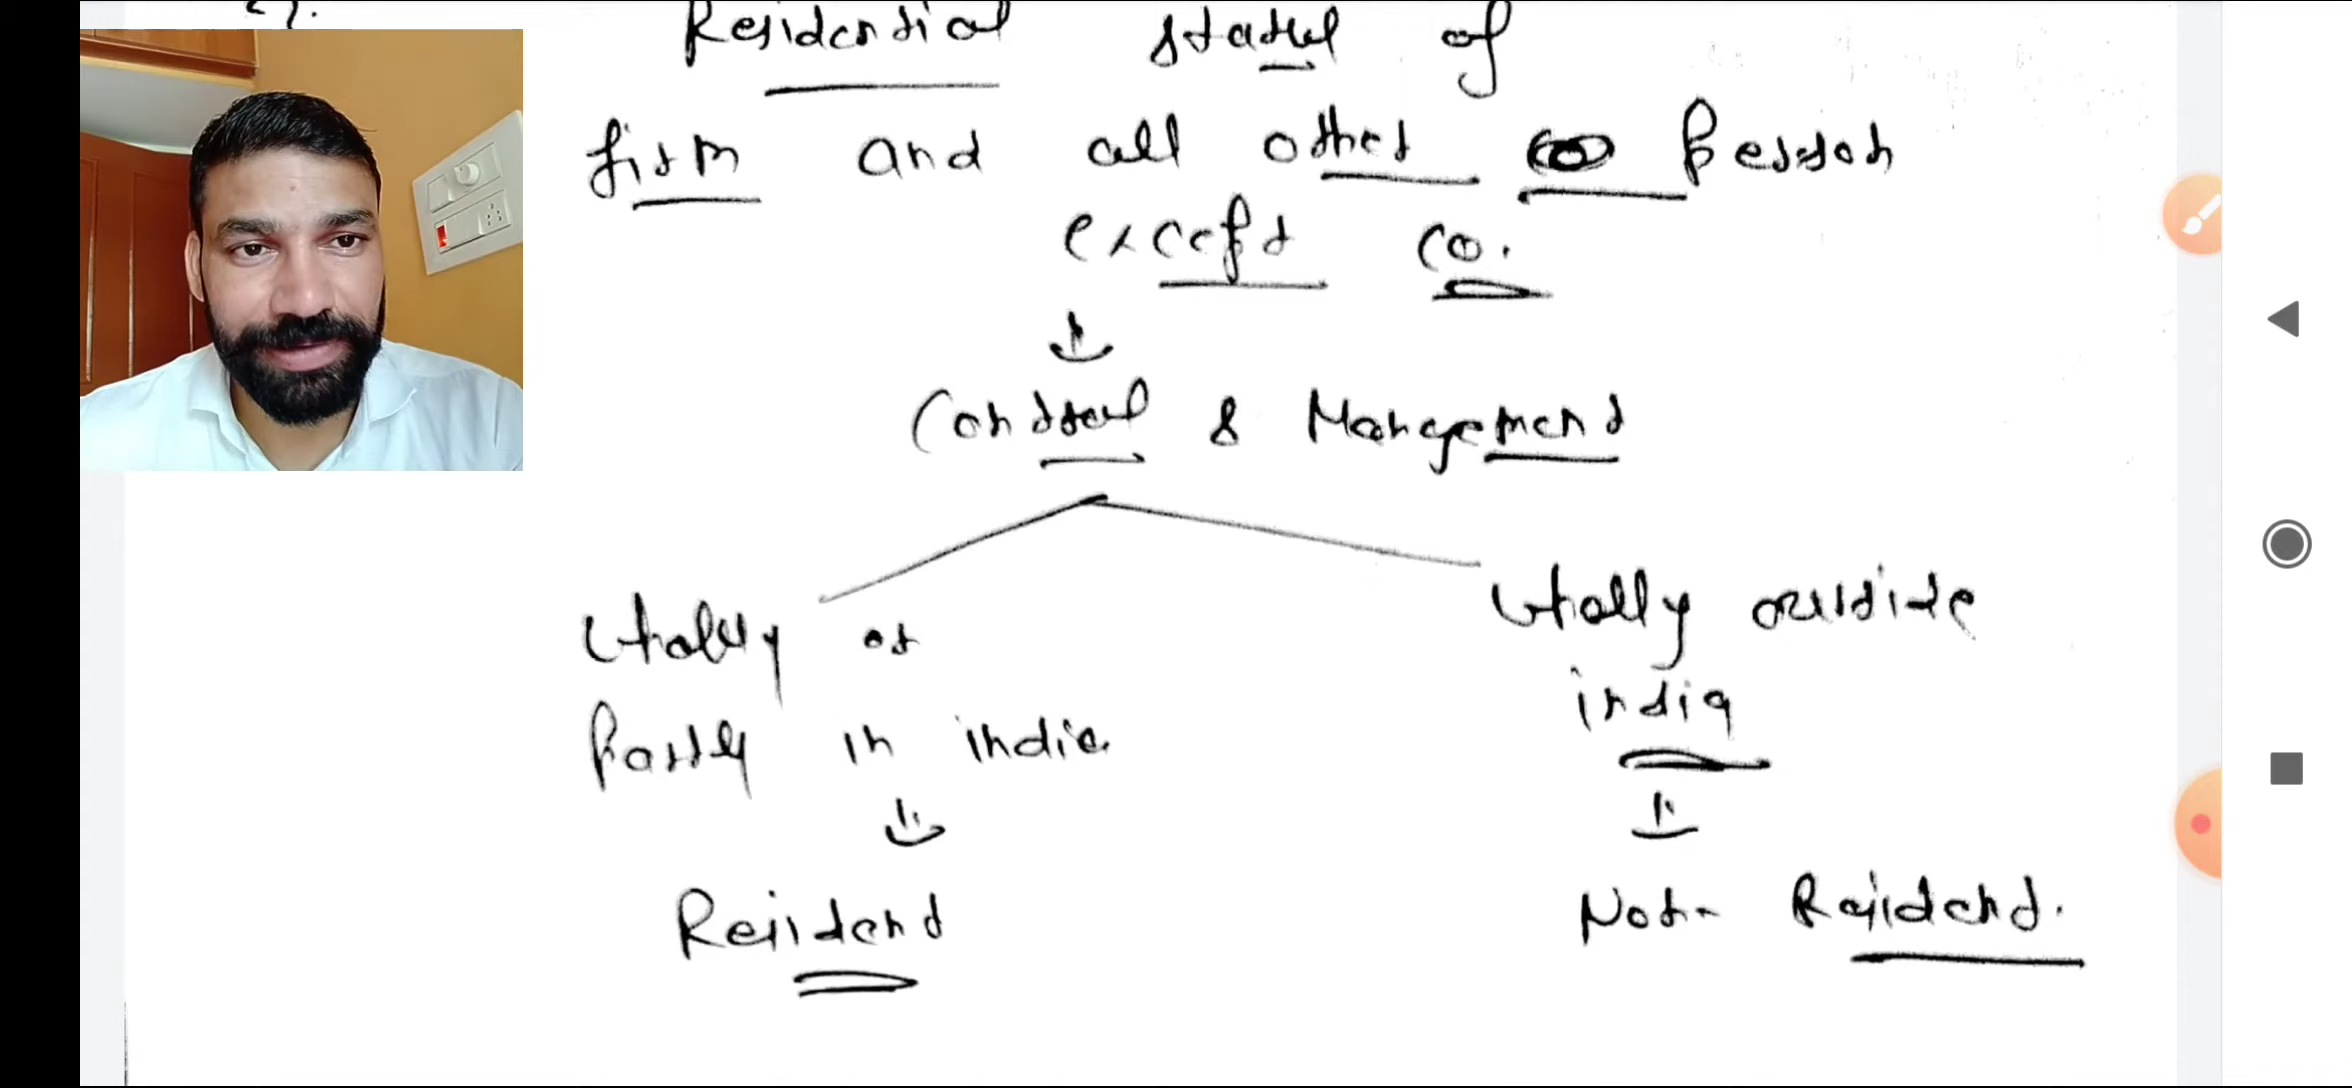 Residential status of
firm and all other Person
except co.
Control & Management
Wholly or
Partly in india
Resident
Wholly outside
india
Not- Resident.